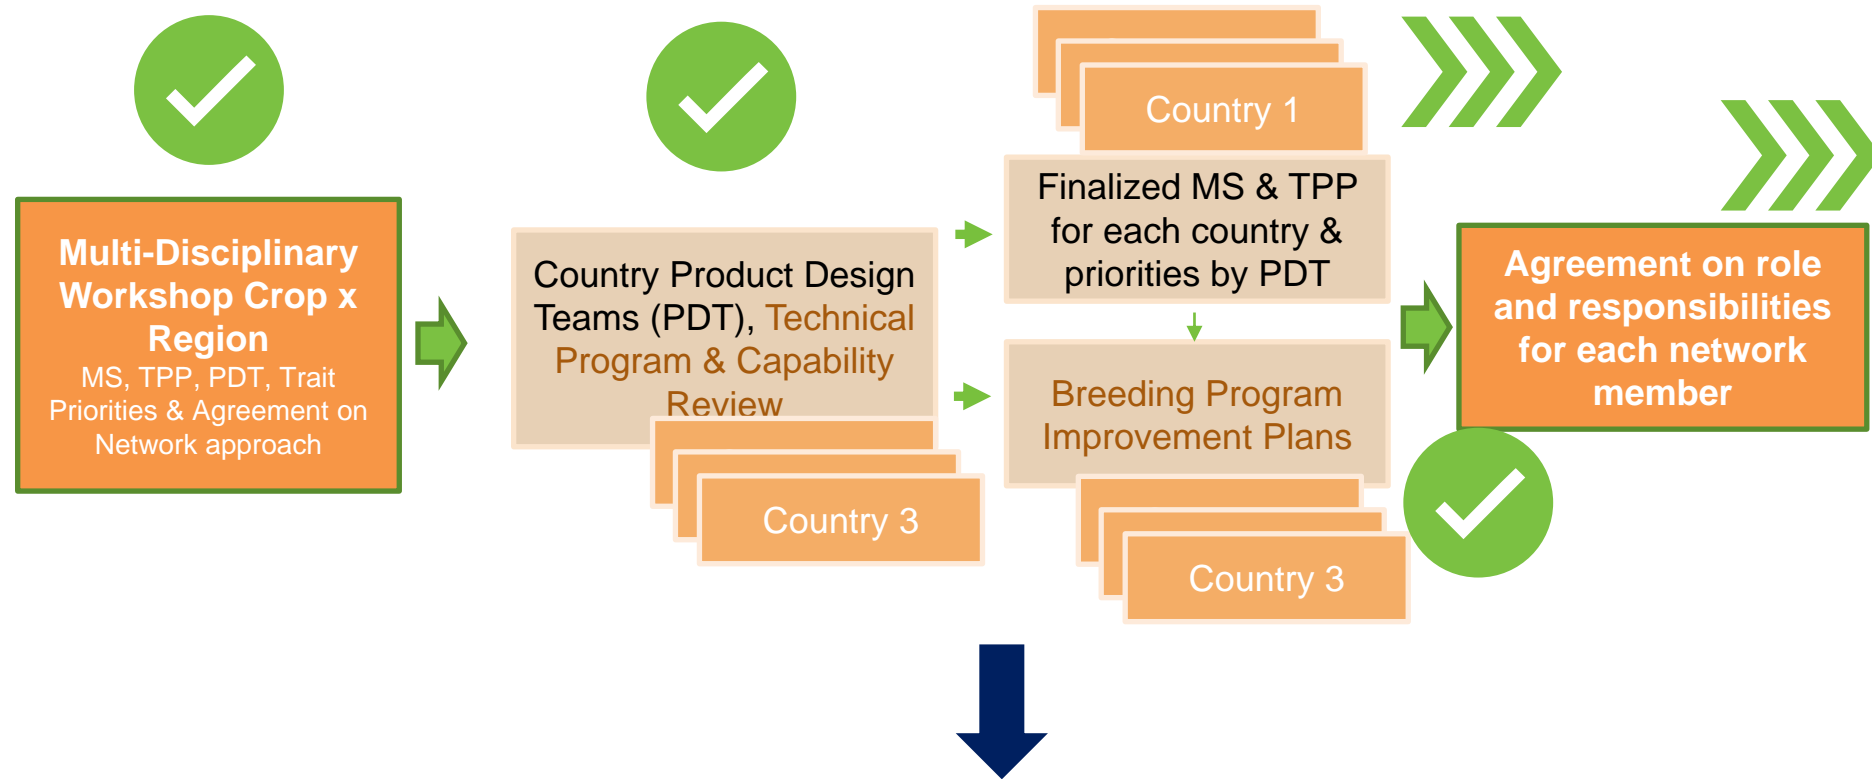 Multi-Disciplinary
Workshop Crop x
Region
MS, TPP, PDT, Trait
Priorities & Agreement on
Network approach
Country Product Design
Teams (PDT), Technical
Program & Capability
Review
Country 3
Country 1
Finalized MS & TPP
for each country &
priorities by PDT
Breeding Program
Improvement Plans
Country 3
Agreement on role
and responsibilities
for each network
member